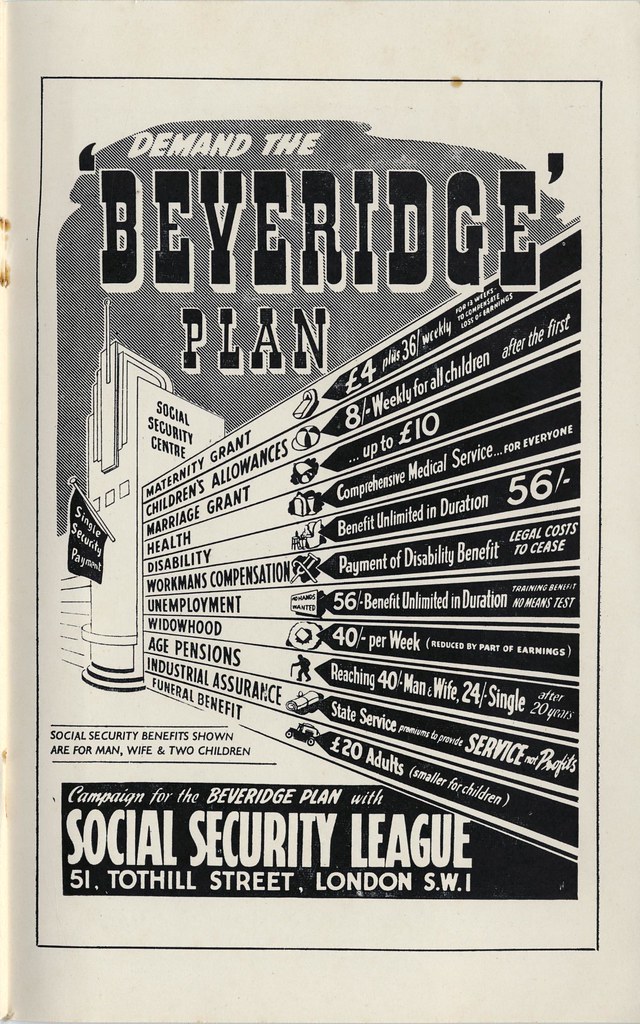 DEMAND THE
'BEVERIDGE'
PLAN
SOCIAL
SECURITY
CENTRE
Single
Security
Payment
MATERNITY GRANT
£4 plus 36/ weekly
FOR 13 WEEKS-
TO COMPENSATE
LOSS OF EARNINGS
CHILDREN'S ALLOWANCES
8/- Weekly for all children after the first
MARRIAGE GRANT
... up to £10
HEALTH
Comprehensive Medical Service... FOR EVERYONE
DISABILITY
Benefit Unlimited in Duration 56/-
WORKMANS COMPENSATION
Payment of Disability Benefit
LEGAL COSTS
TO CEASE
UNEMPLOYMENT
NO HANDS
WANTED
56/- Benefit Unlimited in Duration
TRAINING BENEFIT
NO MEANS TEST
WIDOWHOOD
40/- per Week (REDUCED BY PART OF EARNINGS)
AGE PENSIONS
Reaching 40/- Man & Wife, 24/- Single
after
20 years
INDUSTRIAL ASSURANCE
State Service premiums to provide SERVICE not Profits
FUNERAL BENEFIT
£20 Adults (smaller for children)
SOCIAL SECURITY BENEFITS SHOWN
ARE FOR MAN, WIFE & TWO CHILDREN
Campaign for the BEVERIDGE PLAN with
SOCIAL SECURITY LEAGUE
51, TOTHILL STREET, LONDON S.W.1